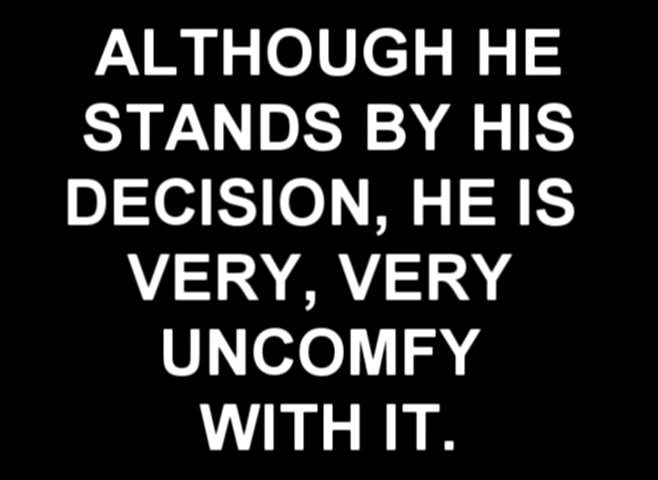 ALTHOUGH HE
STANDS BY HIS
DECISION, HE IS
VERY, VERY
UNCOMFY
WITH IT.